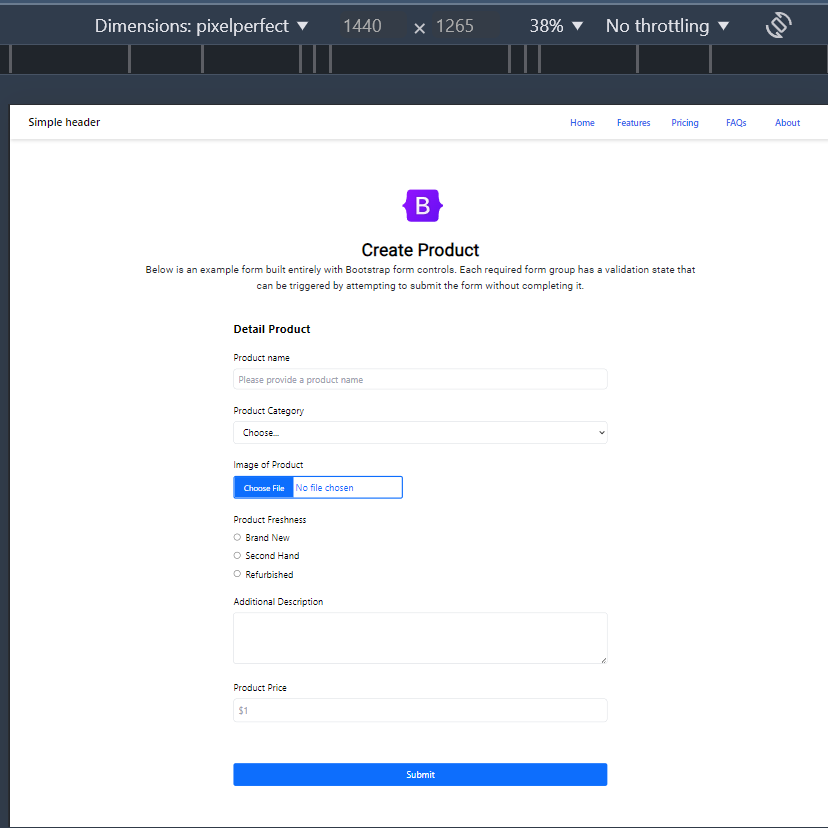 Dimensions: pixelperfect ▼ 1440 × 1265 38% ▼ No throttling ▼
Simple header Home Features Pricing FAQs About
B
Create Product
Below is an example form built entirely with Bootstrap form controls. Each required form group has a validation state that
can be triggered by attempting to submit the form without completing it.
Detail Product
Product name
Please provide a product name
Product Category
Choose...
Image of Product
Choose File No file chosen
Product Freshness
Brand New
Second Hand
Refurbished
Additional Description
Product Price
$1
Submit